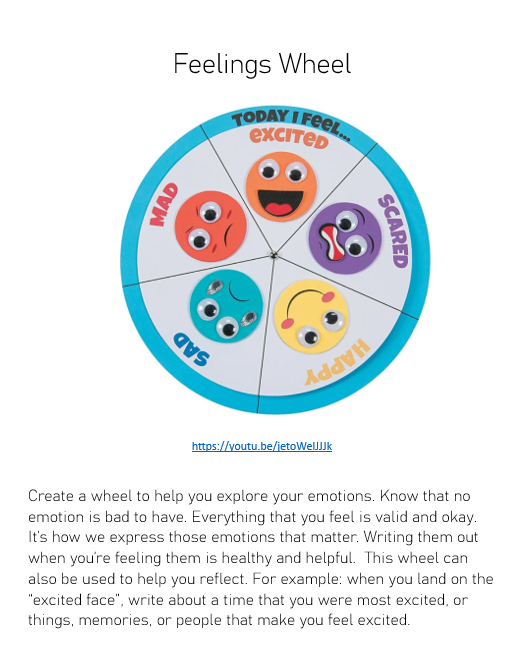 Feelings Wheel
TODAY I FEEL...
EXCITED
MAD
SCARED
SAD
HAPPY
https://youtu.be/jetoWelJJJk
Create a wheel to help you explore your emotions. Know that no
emotion is bad to have. Everything that you feel is valid and okay.
It's how we express those emotions that matter. Writing them out
when you're feeling them is healthy and helpful.  This wheel can
also be used to help you reflect. For example: when you land on the
"excited face", write about a time that you were most excited, or
things, memories, or people that make you feel excited.